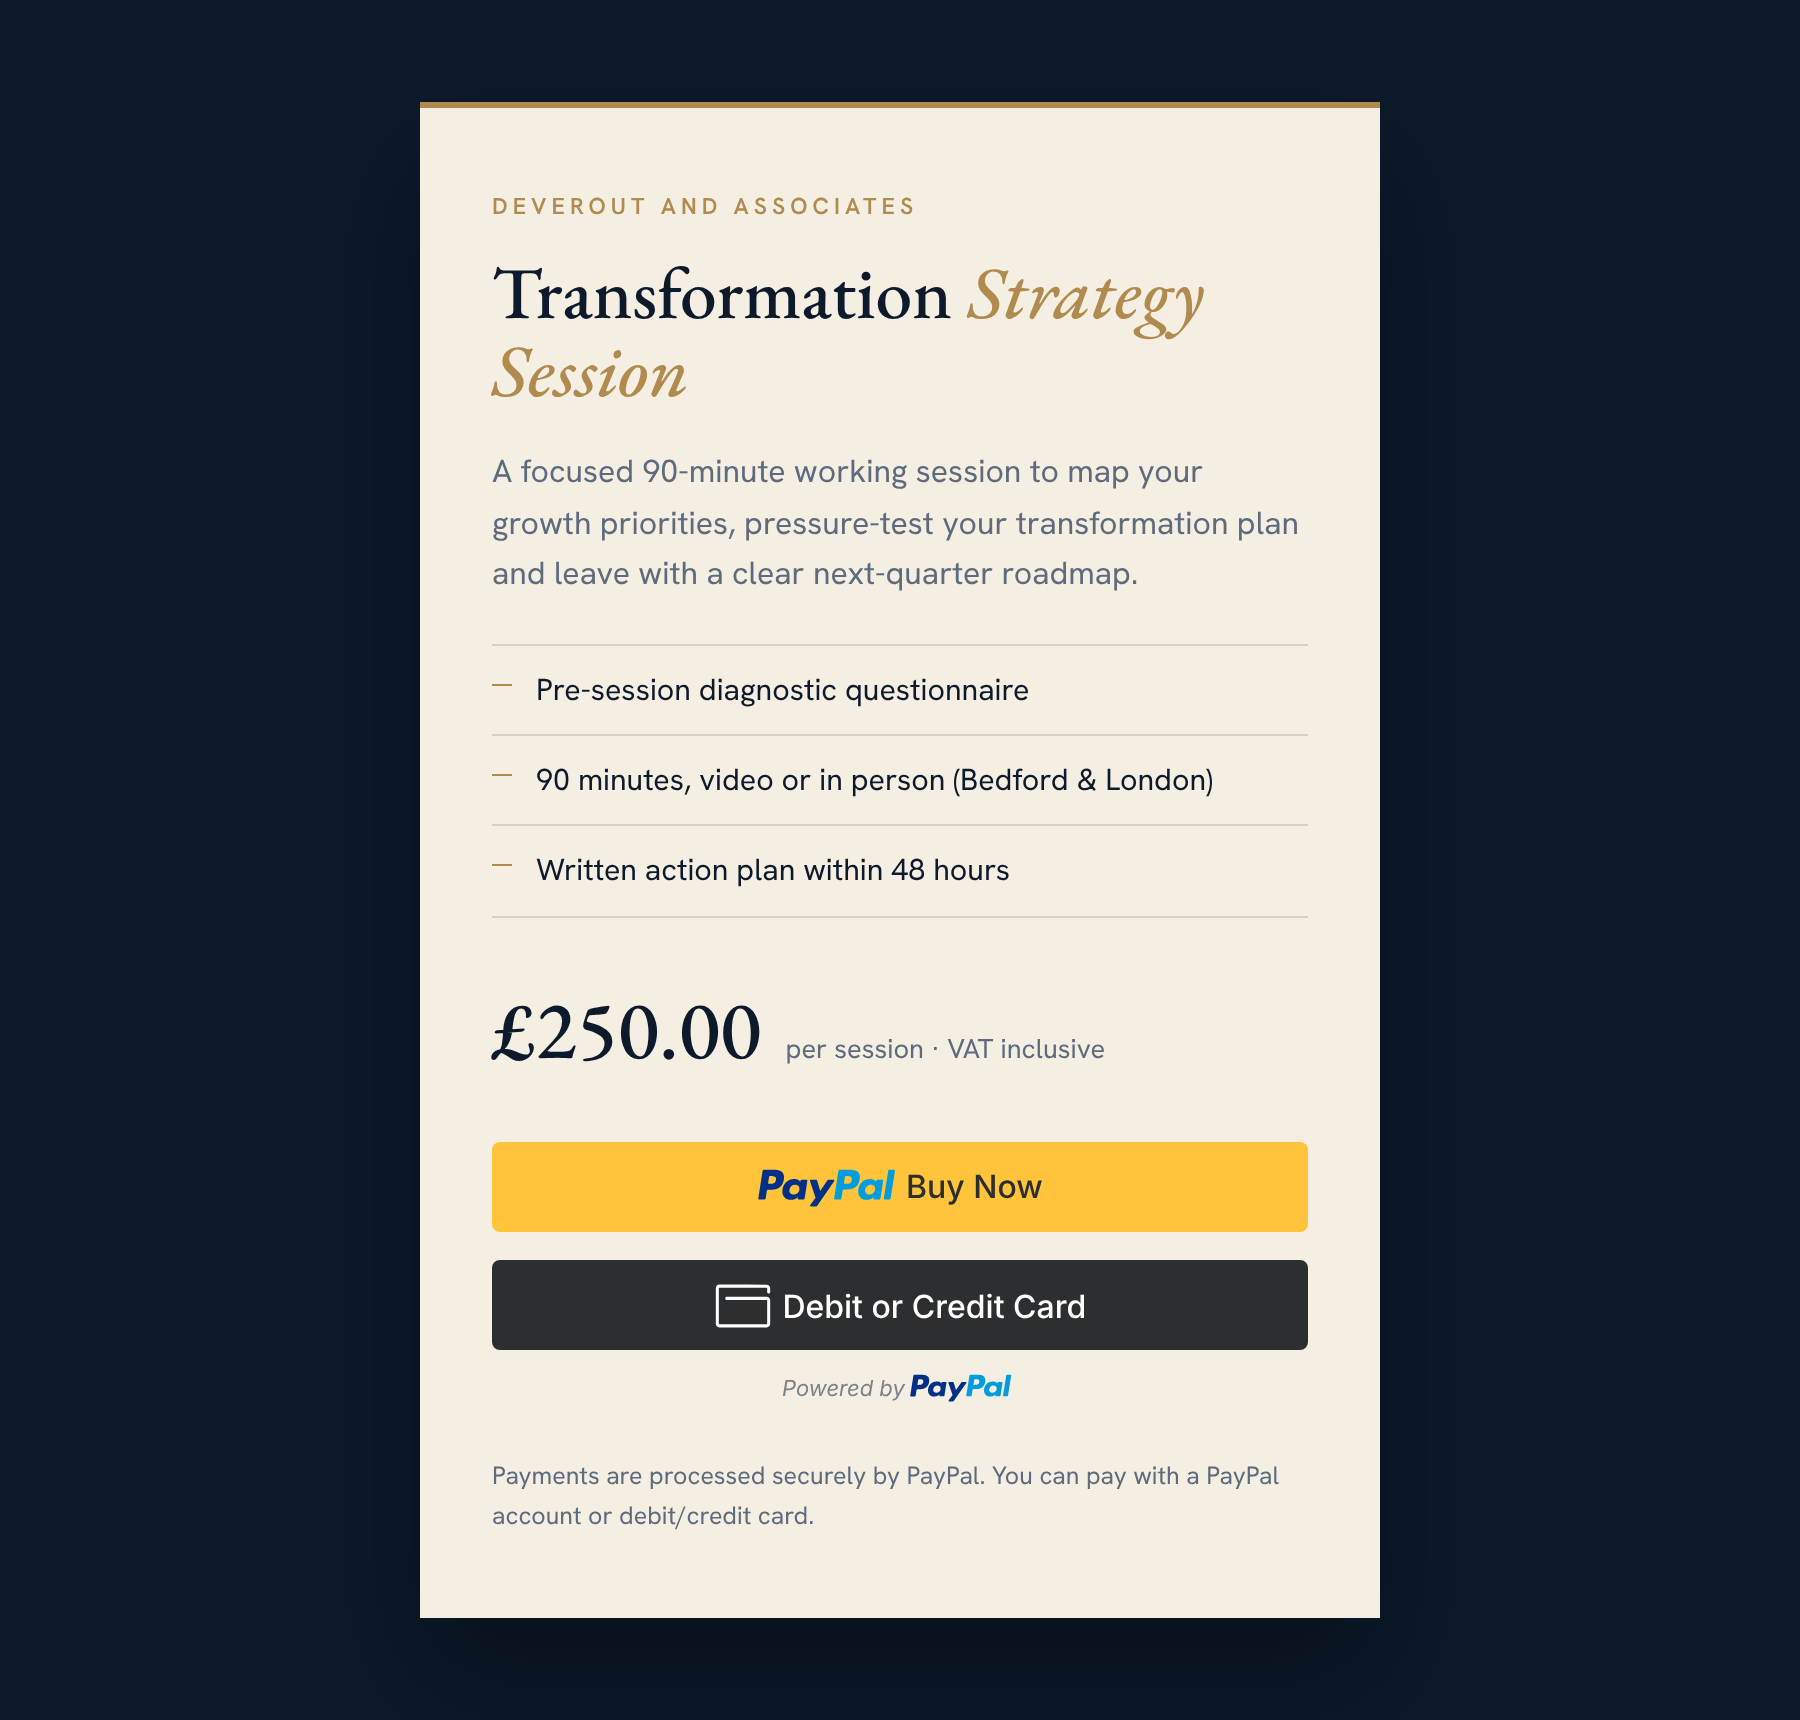 DEVEROUT AND ASSOCIATES
Transformation Strategy
Session
A focused 90-minute working session to map your
growth priorities, pressure-test your transformation plan
and leave with a clear next-quarter roadmap.
Pre-session diagnostic questionnaire
90 minutes, video or in person (Bedford & London)
Written action plan within 48 hours
£250.00 per session · VAT inclusive
PayPal Buy Now
Debit or Credit Card
Powered by PayPal
Payments are processed securely by PayPal. You can pay with a PayPal
account or debit/credit card.